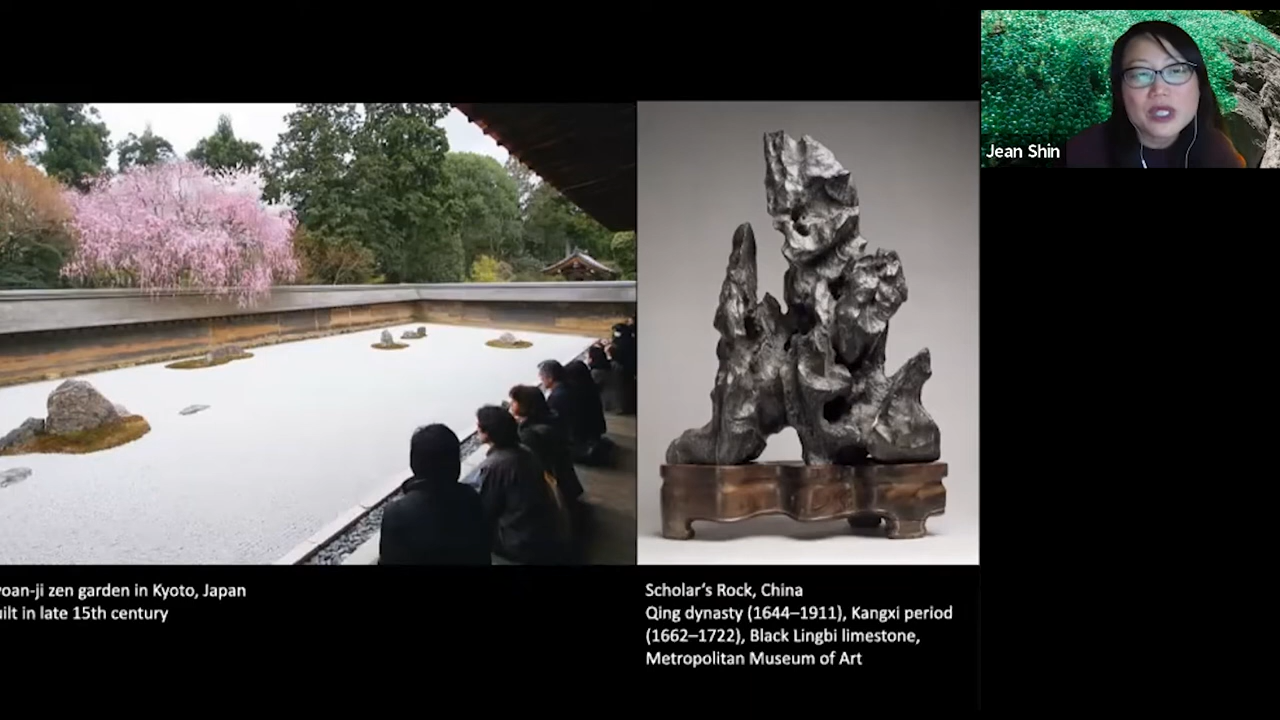 Jean Shin
yoan-ji zen garden in Kyoto, Japan
uilt in late 15th century
Scholar's Rock, China
Qing dynasty (1644–1911), Kangxi period
(1662–1722), Black Lingbi limestone,
Metropolitan Museum of Art